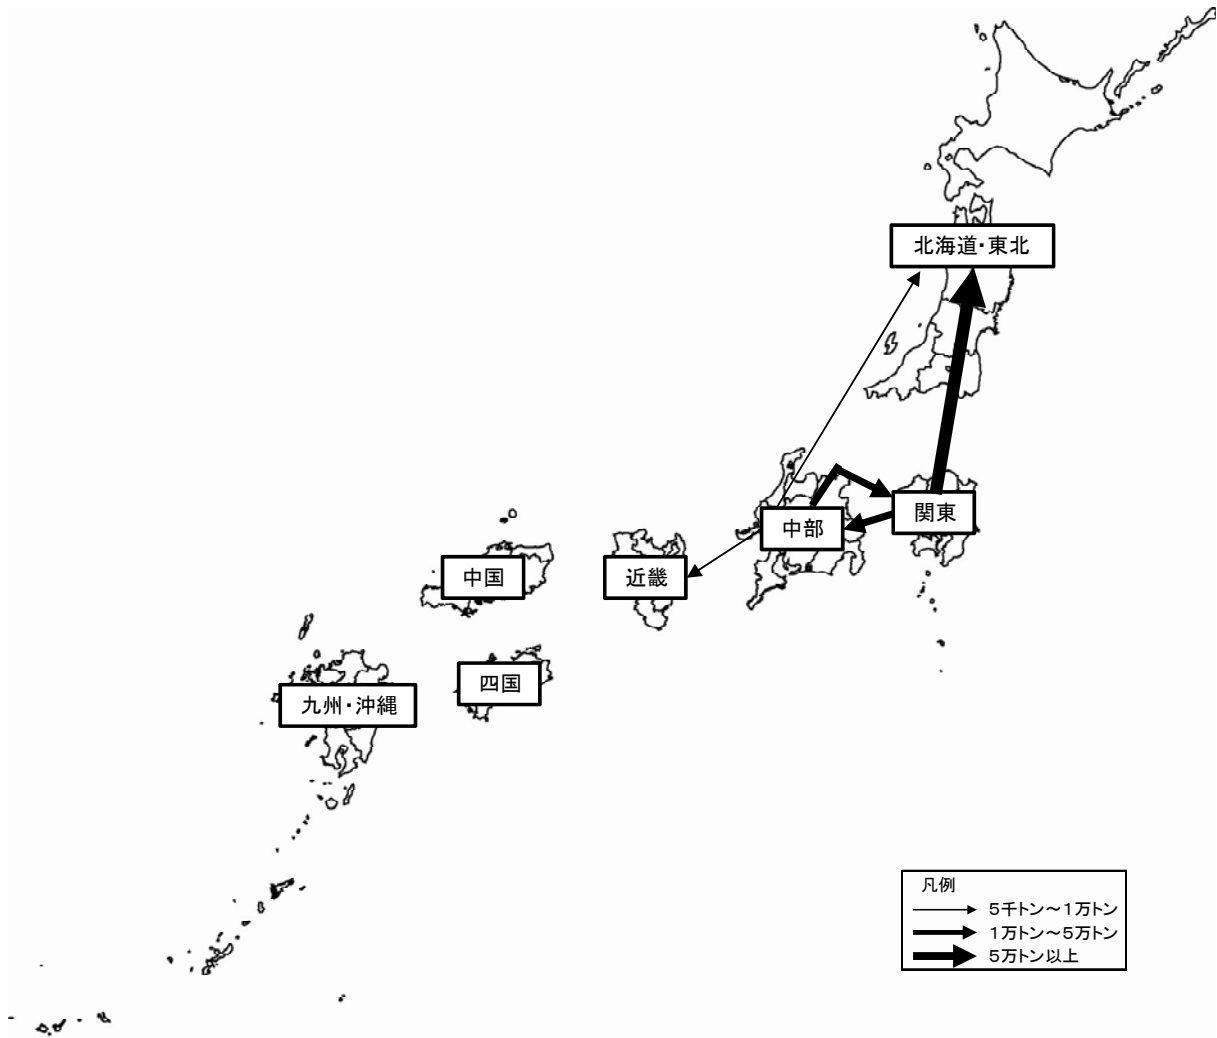 北海道・東北
関東
中部
近畿
中国
四国
九州・沖縄
凡例
５千トン～１万トン
１万トン～５万トン
５万トン以上